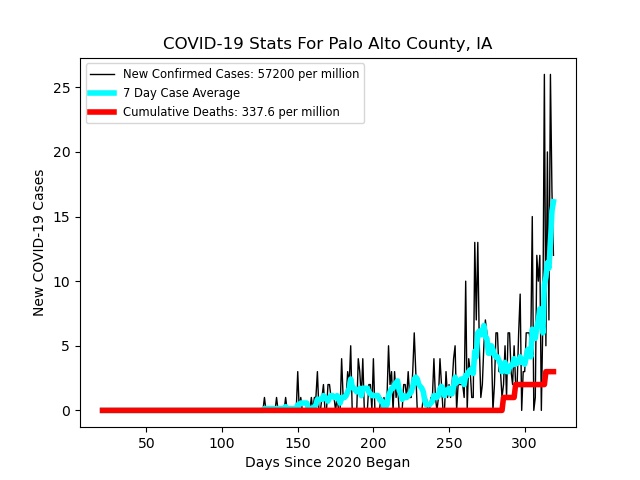 COVID-19 Stats For Palo Alto County, IA
New Confirmed Cases: 57200 per million
7 Day Case Average
Cumulative Deaths: 337.6 per million
New COVID-19 Cases
25
20
15
10
5
0
50
100
150
200
250
300
Days Since 2020 Began